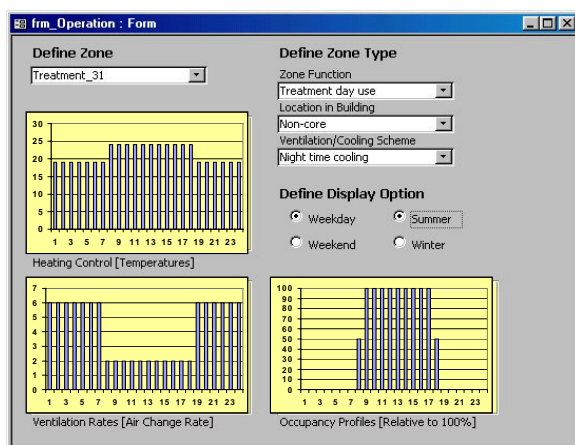 frm_Operation : Form
Define Zone
Treatment_31
Define Zone Type
Zone Function
Treatment day use
Location in Building
Non-core
Ventilation/Cooling Scheme
Night time cooling
Define Display Option
Weekday
Summer
Weekend
Winter
30
25
20
15
10
5
0
1 3 5 7 9 11 13 15 17 19 21 23
Heating Control [Temperatures]
7
6
5
4
3
2
1
0
1 3 5 7 9 11 13 15 17 19 21 23
Ventilation Rates [Air Change Rate]
100
90
80
70
60
50
40
30
20
10
0
1 3 5 7 9 11 13 15 17 19 21 23
Occupancy Profiles [Relative to 100%]